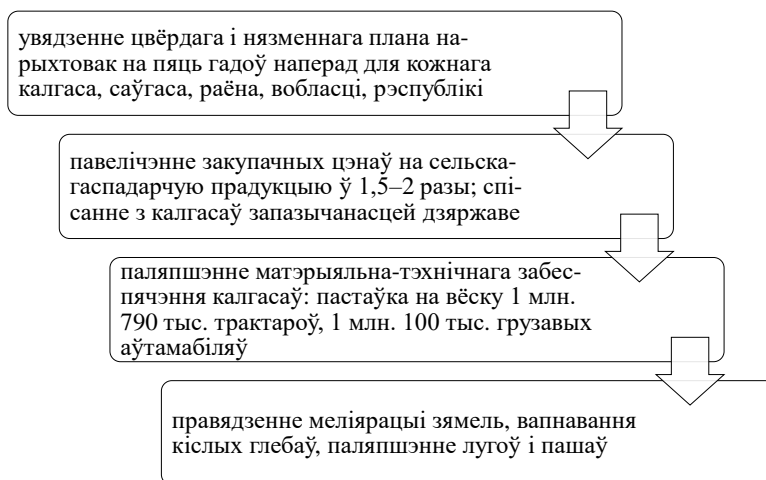 увядзенне цвёрдага і нязменнага плана на-
рыхтовак на пяць гадоў наперад для кожнага
калгаса, саўгаса, раёна, вобласці, рэспублікі
павелічэнне закупачных цэнаў на сельска-
гаспадарчую прадукцыю ў 1,5–2 разы; спі-
санне з калгасаў запазычанасцей дзяржаве
паляпшэнне матэрыяльна-тэхнічнага забес-
пячэння калгасаў: пастаўка на вёску 1 млн.
790 тыс. трактароў, 1 млн. 100 тыс. грузавых
аўтамабіляў
правядзенне меліярацыі зямель, вапнавання
кіслых глебаў, паляпшэнне лугоў і пашаў